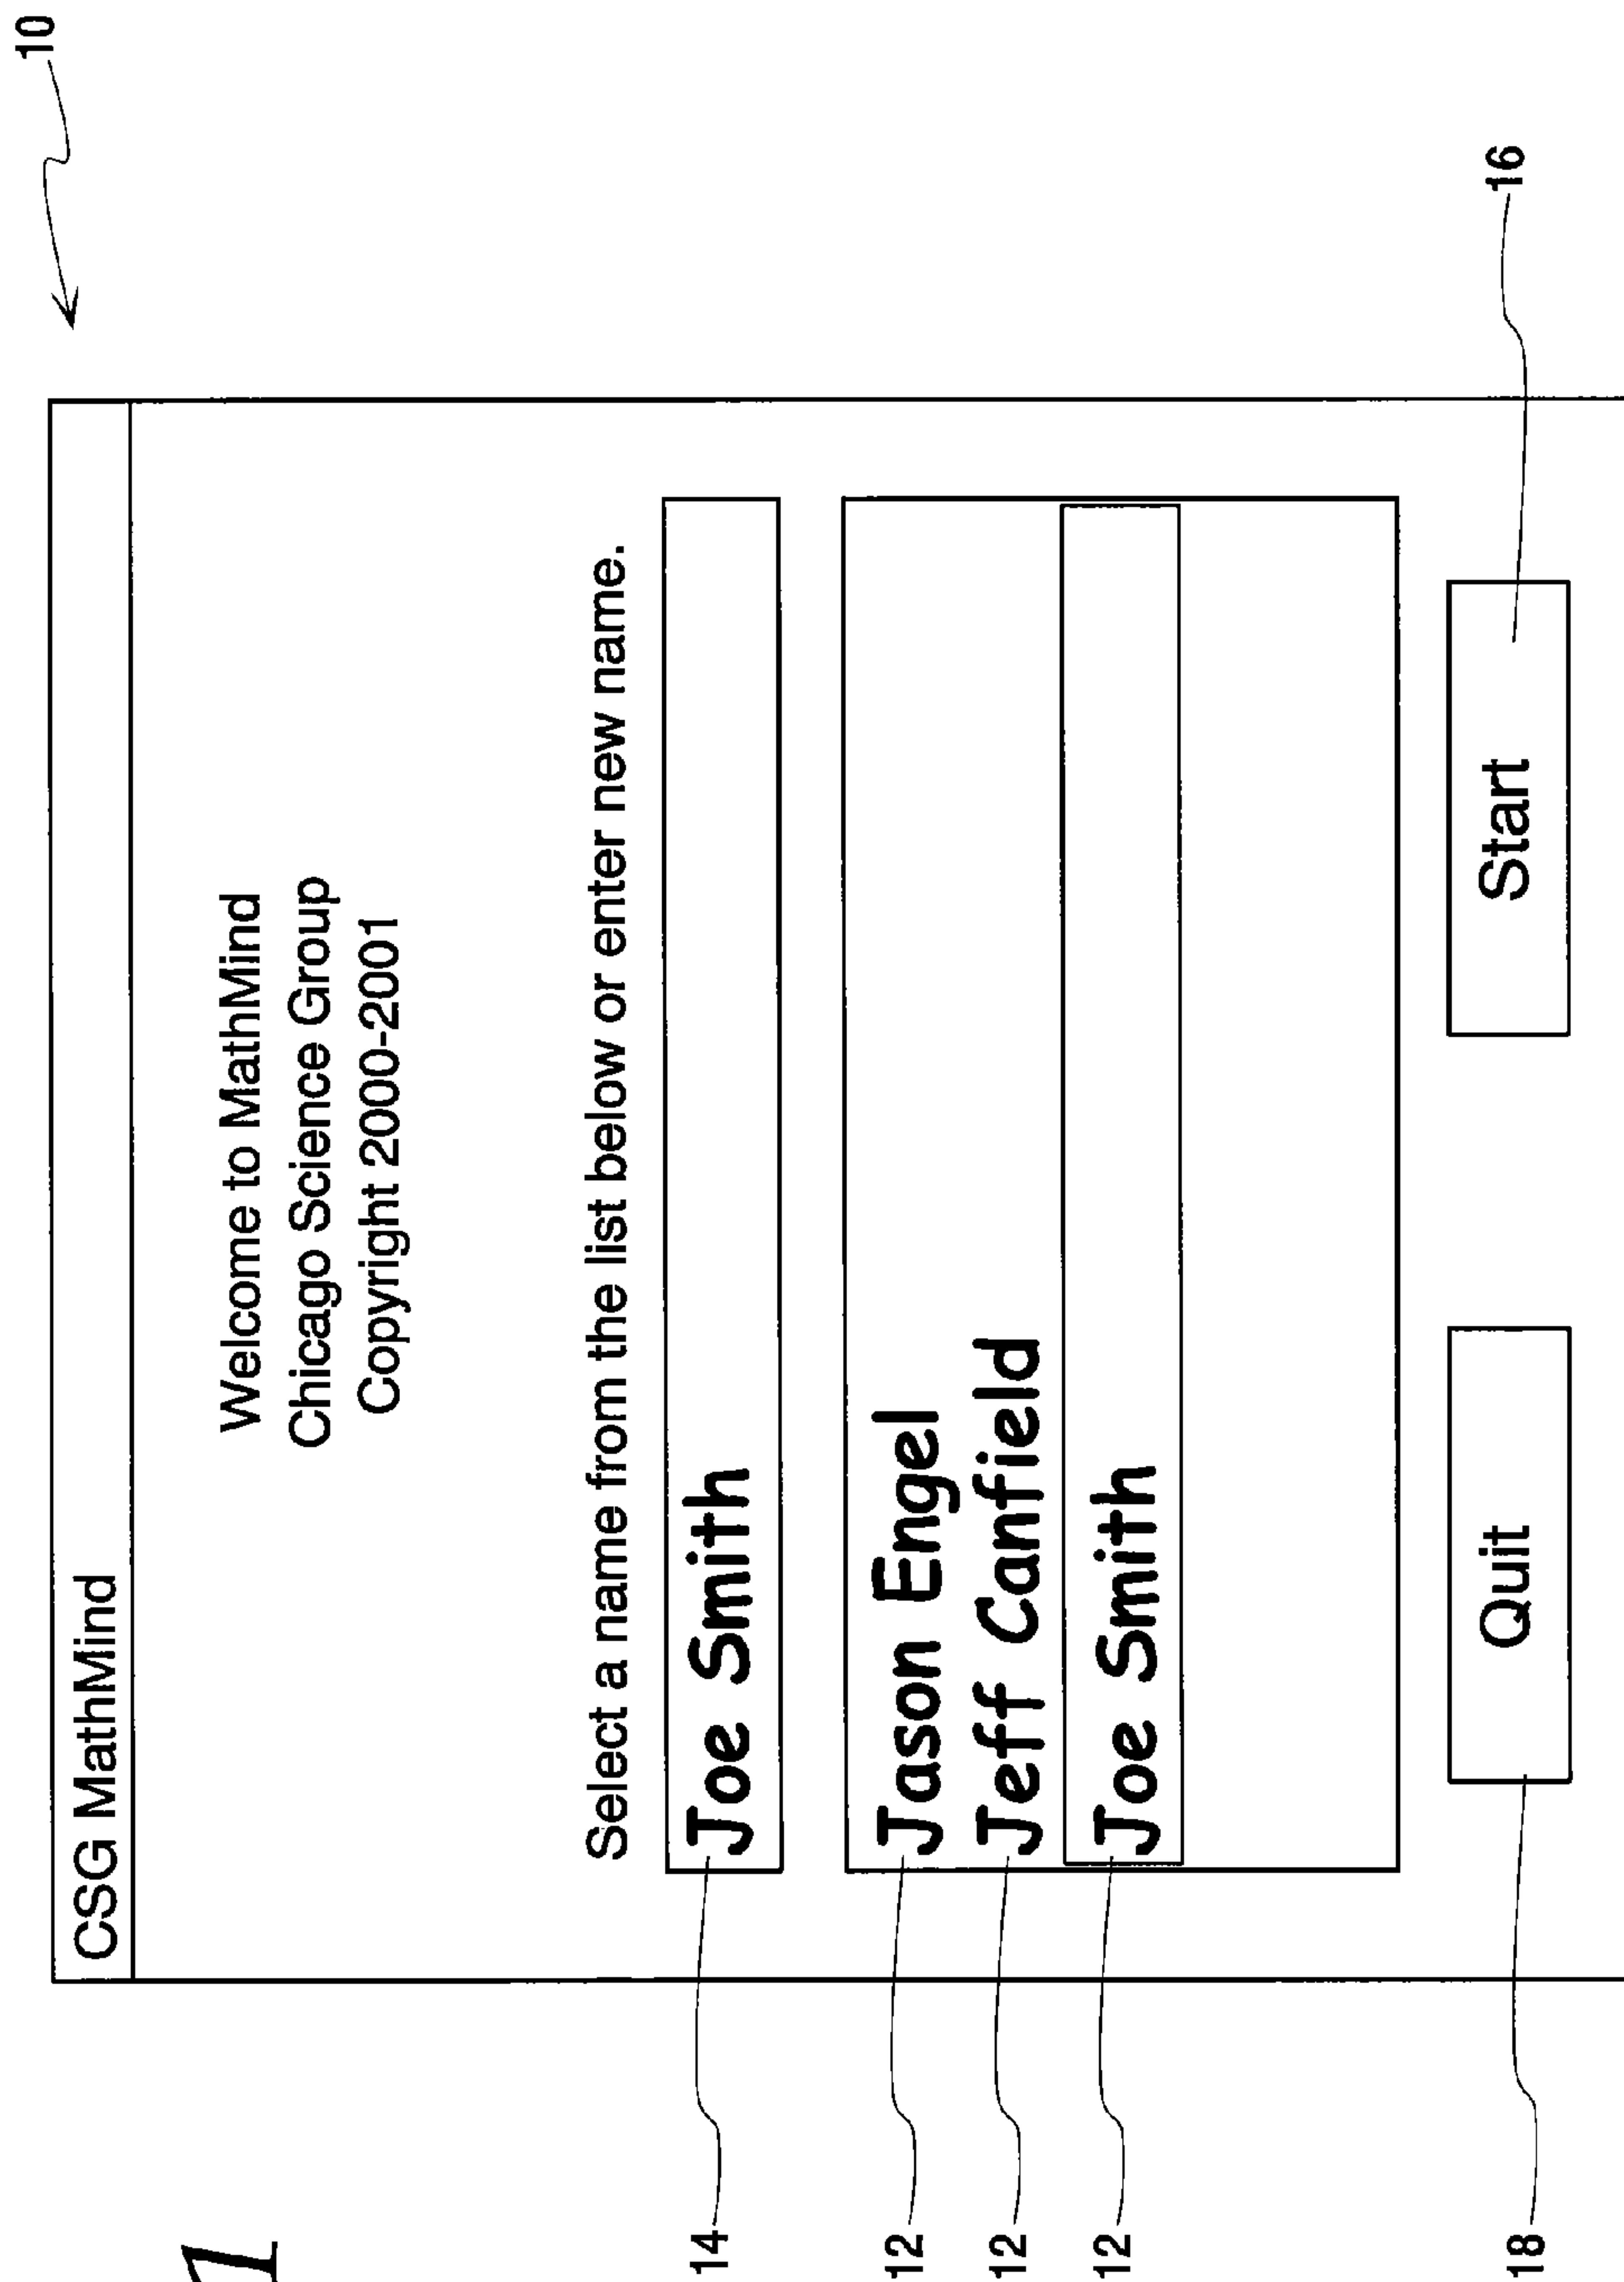 1
10
CSG MathMind
Welcome to MathMind
Chicago Science Group
Copyright 2000-2001
Select a name from the list below or enter new name.
14 Joe Smith
12 Jason Engel
12 Jeff Canfield
12 Joe Smith
18 Quit Start 16